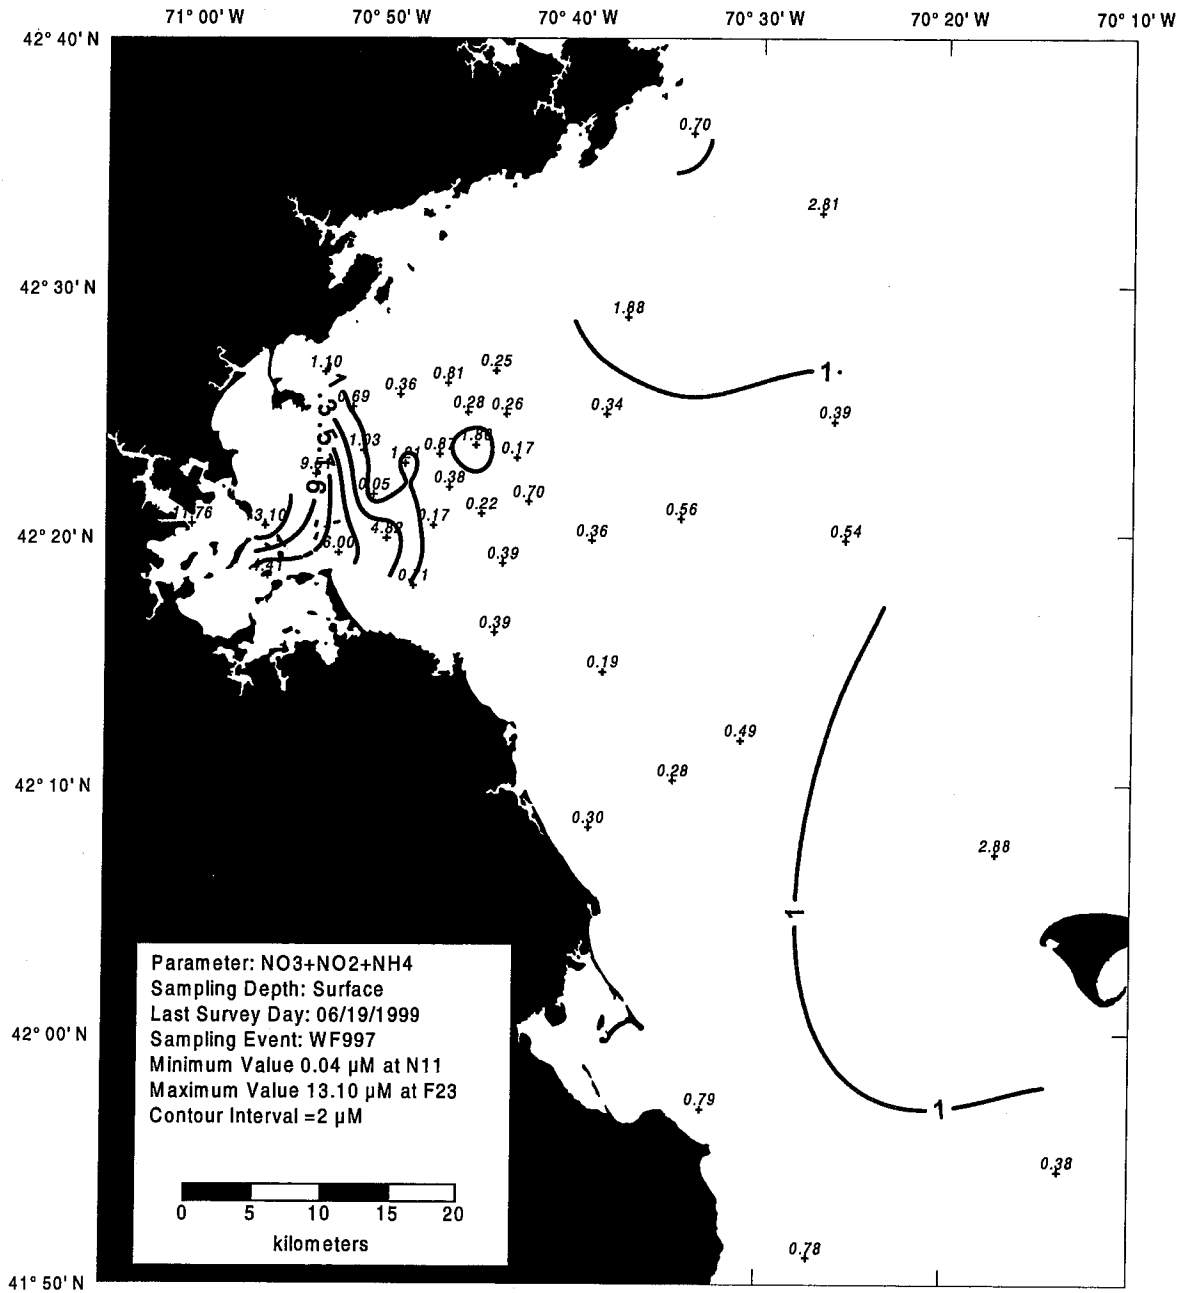 71° 00' W 70° 50' W 70° 40' W 70° 30' W 70° 20' W 70° 10' W
42° 40' N
0.70
2.81
42° 30' N
1.88
1.10 0.81 0.25
1
1.
0.69 0.36 0.28 0.26 0.34 0.39
.3
.5
1.03 1.01 0.87 1.80 0.17
9
0.05 0.38 0.70
11.76 13.10 0.17 0.22 0.56
42° 20' N
6.00 4.82 0.36 0.54
0.39
0.39
0.19
0.49
0.28
42° 10' N
0.30
2.88
1
Parameter: NO3+NO2+NH4
Sampling Depth: Surface
Last Survey Day: 06/19/1999
Sampling Event: WF997
Minimum Value 0.04 µM at N11
Maximum Value 13.10 µM at F23
Contour Interval =2 µM
42° 00' N
0.79
1
0.38
0 5 10 15 20
kilometers
0.78
41° 50' N